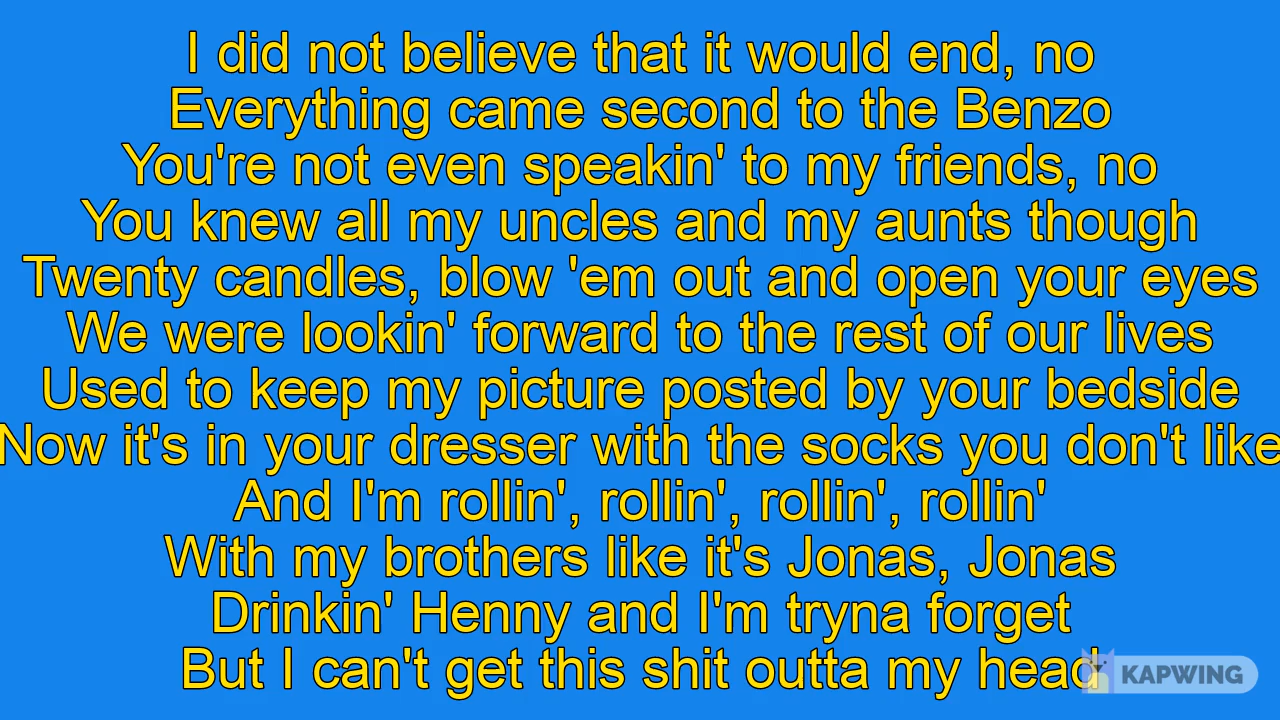 I did not believe that it would end, no
Everything came second to the Benzo
You're not even speakin' to my friends, no
You knew all my uncles and my aunts though
Twenty candles, blow 'em out and open your eyes
We were lookin' forward to the rest of our lives
Used to keep my picture posted by your bedside
Now it's in your dresser with the socks you don't like
And I'm rollin', rollin', rollin', rollin'
With my brothers like it's Jonas, Jonas
Drinkin' Henny and I'm tryna forget
But I can't get this shit outta my head
KAPWING